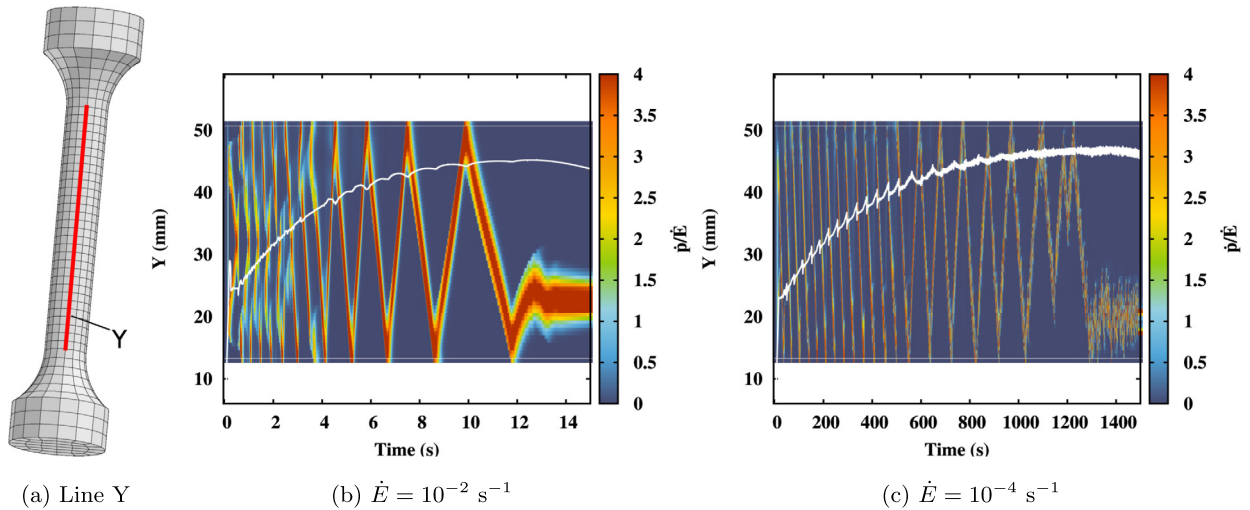 Y
50
40
30
20
10
Y (mm)
0 2 4 6 8 10 12 14
Time (s)
4
3.5
3
2.5
2
1.5
1
0.5
0
ṗ/Ė
50
40
30
20
10
Y (mm)
0 200 400 600 800 1000 1200 1400
Time (s)
4
3.5
3
2.5
2
1.5
1
0.5
0
ṗ/Ė
(a) Line Y
(b) Ė = 10⁻² s⁻¹
(c) Ė = 10⁻⁴ s⁻¹